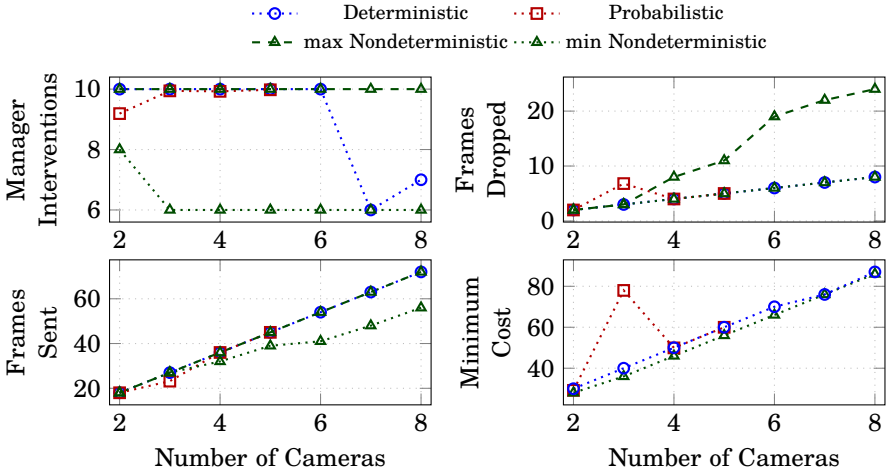 Deterministic
Probabilistic
max Nondeterministic
min Nondeterministic
Manager
Interventions
10
8
6
2
4
6
8
Frames
Dropped
20
10
0
2
4
6
8
Frames
Sent
60
40
20
2
4
6
8
Number of Cameras
Minimum
Cost
80
60
40
2
4
6
8
Number of Cameras